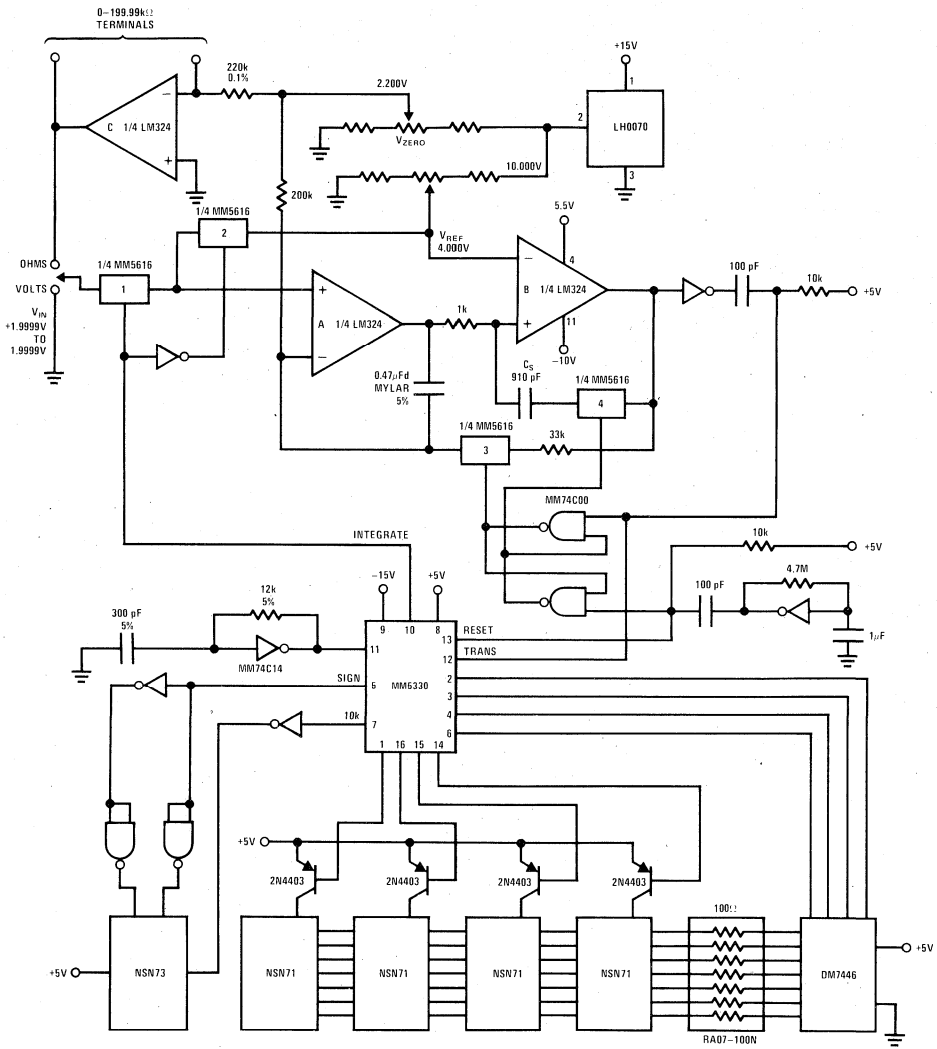 0–199.99kΩ
TERMINALS
+15V
220k
0.1%
2.200V
1
C
1/4 LM324
−
+
2
LH0070
VZERO
10.000V
3
200k
1/4 MM5616
2
5.5V
VREF
4.000V
OHMS
1/4 MM5616
−
4
100 pF
10k
1
B
1/4 LM324
+5V
VOLTS
+
1k
A
1/4 LM324
+
11
VIN
+1.9999V
TO
1.9999V
−
−10V
CS
910 pF
1/4 MM5616
0.47µFd
MYLAR
5%
4
1/4 MM5616
33k
3
MM74C00
INTEGRATE
10k
+5V
−15V
+5V
4.7M
12k
5%
100 pF
300 pF
5%
9
10
8
RESET
13
1µF
11
TRANS
12
MM74C14
SIGN
5
MM5330
2
3
10k
7
4
6
1
16
15
14
+5V
2N4403
2N4403
2N4403
2N4403
100Ω
+5V
NSN73
NSN71
NSN71
NSN71
NSN71
DM7446
+5V
RA07–100N